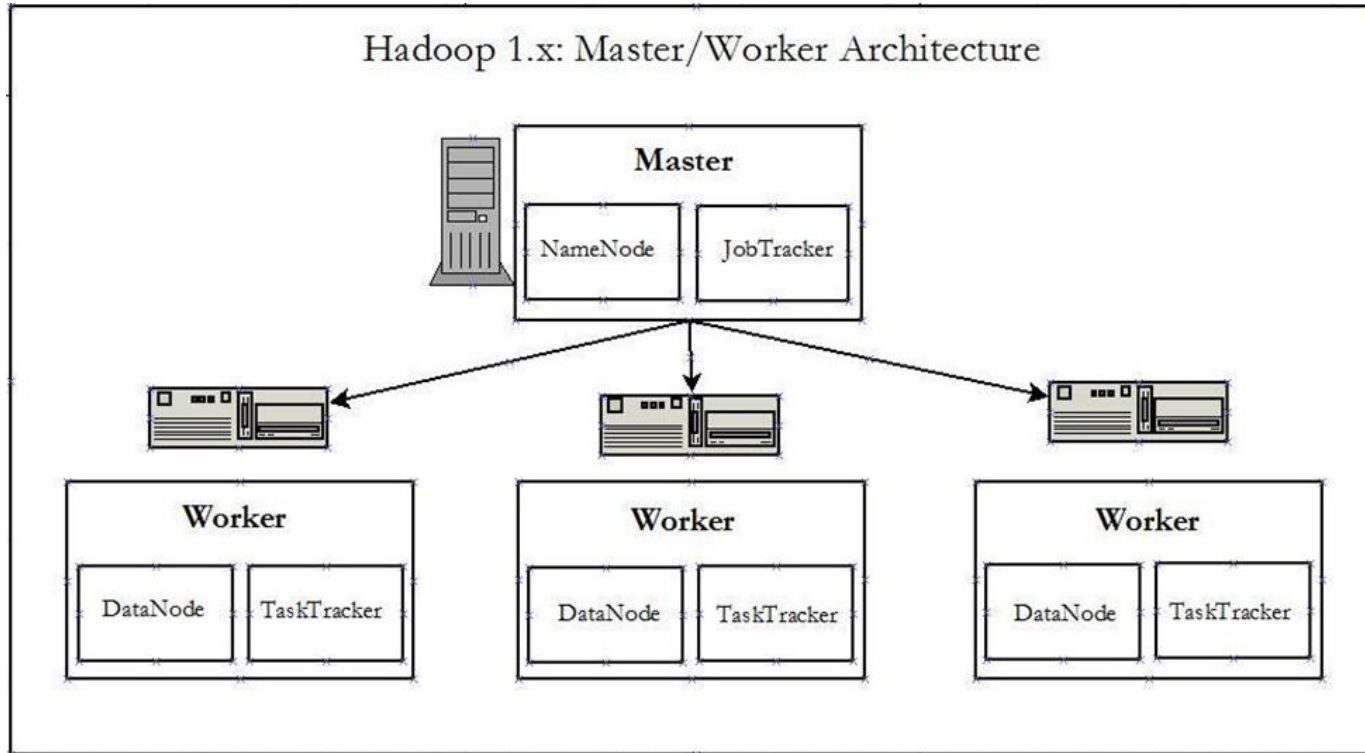 Hadoop 1.x: Master/Worker Architecture
Master
NameNode
JobTracker
Worker
DataNode
TaskTracker
Worker
DataNode
TaskTracker
Worker
DataNode
TaskTracker